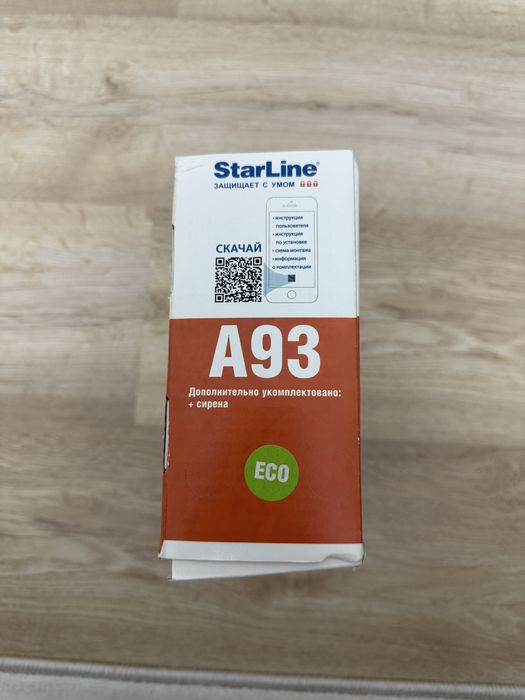 StarLine®
ЗАЩИЩАЕТ С УМОМ
СКАЧАЙ
• инструкция
пользователя
• инструкция
по установке
• схема монтажа
• информация
о комплектации
A93
Дополнительно укомплектовано:
+ сирена
ECO